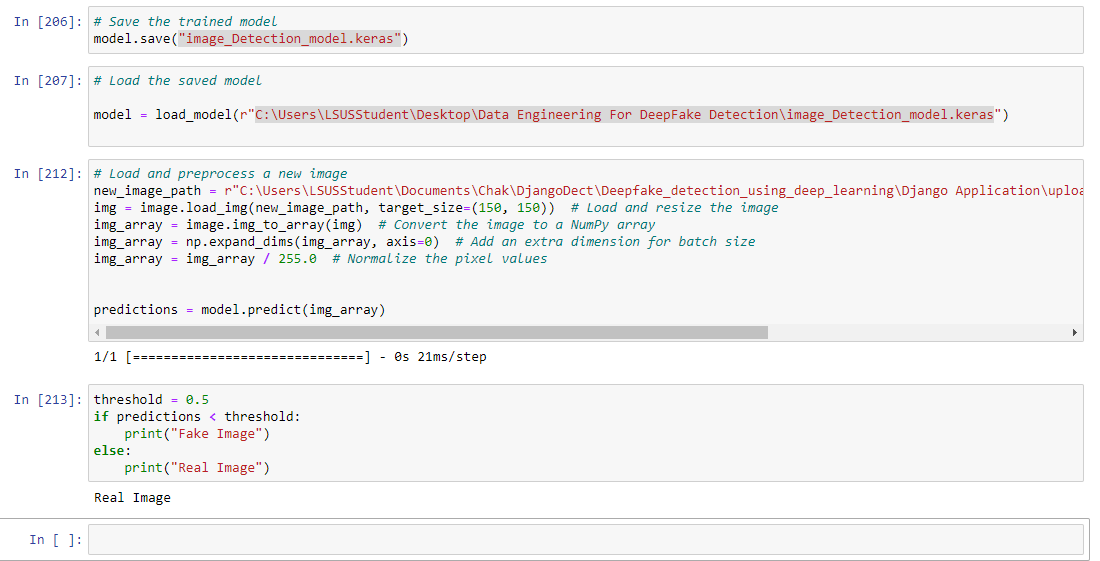 In [206]: # Save the trained model
model.save("image_Detection_model.keras")
In [207]: # Load the saved model
model = load_model(r"C:\Users\LSUSStudent\Desktop\Data Engineering For DeepFake Detection\image_Detection_model.keras")
In [212]: # Load and preprocess a new image
new_image_path = r"C:\Users\LSUSStudent\Documents\Chak\DjangoDect\Deepfake_detection_using_deep_learning\Django Application\uploa
img = image.load_img(new_image_path, target_size=(150, 150))  # Load and resize the image
img_array = image.img_to_array(img)  # Convert the image to a NumPy array
img_array = np.expand_dims(img_array, axis=0)  # Add an extra dimension for batch size
img_array = img_array / 255.0  # Normalize the pixel values
predictions = model.predict(img_array)
1/1 [==============================] - 0s 21ms/step
In [213]: threshold = 0.5
if predictions < threshold:
    print("Fake Image")
else:
    print("Real Image")
Real Image
In [ ]: